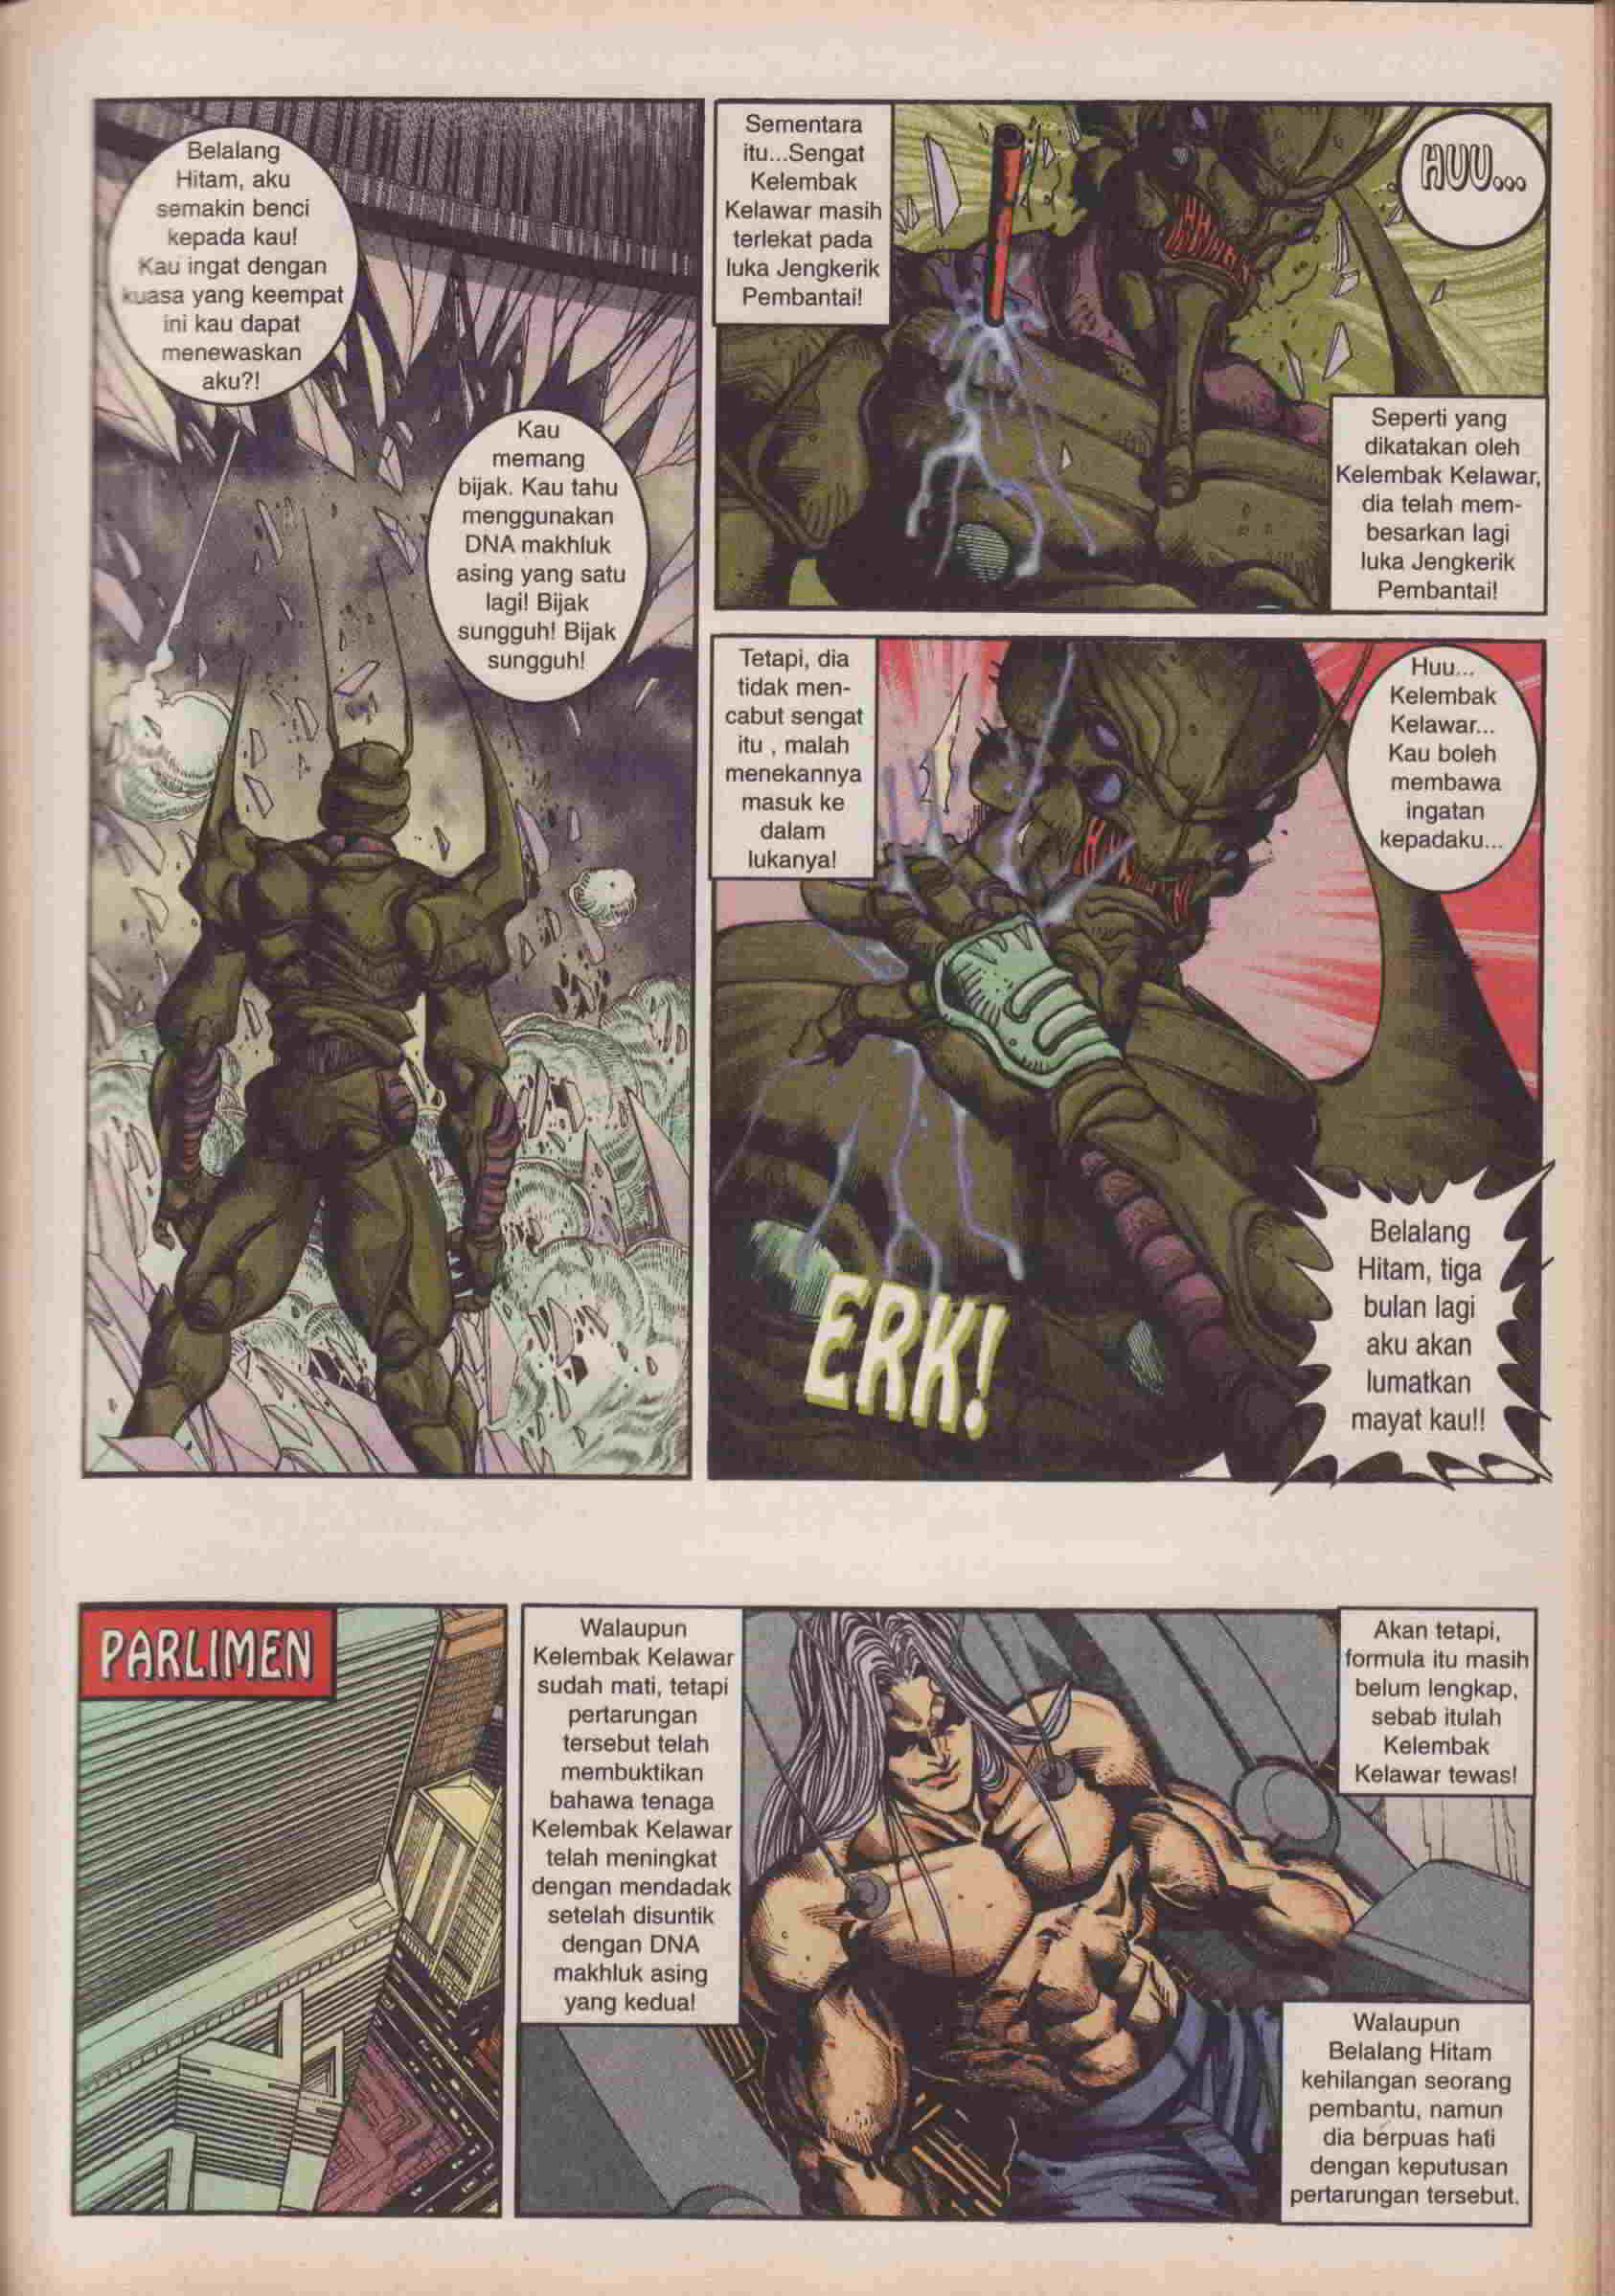 Belalang
Hitam, aku
semakin benci
kepada kau!
Kau ingat dengan
kuasa yang keempat
ini kau dapat
menewaskan
aku?!
Kau
memang
bijak. Kau tahu
menggunakan
DNA makhluk
asing yang satu
lagi! Bijak
sungguh! Bijak
sungguh!
Sementara
itu...Sengat
Kelembak
Kelawar masih
terlekat pada
luka Jengkerik
Pembantai!
HUU...
Seperti yang
dikatakan oleh
Kelembak Kelawar,
dia telah mem-
besarkan lagi
luka Jengkerik
Pembantai!
Tetapi, dia
tidak men-
cabut sengat
itu , malah
menekannya
masuk ke
dalam
lukanya!
Huu...
Kelembak
Kelawar...
Kau boleh
membawa
ingatan
kepadaku...
ERK!
Belalang
Hitam, tiga
bulan lagi
aku akan
lumatkan
mayat kau!!
PARLIMEN
Walaupun
Kelembak Kelawar
sudah mati, tetapi
pertarungan
tersebut telah
membuktikan
bahawa tenaga
Kelembak Kelawar
telah meningkat
dengan mendadak
setelah disuntik
dengan DNA
makhluk asing
yang kedua!
Akan tetapi,
formula itu masih
belum lengkap,
sebab itulah
Kelembak
Kelawar tewas!
Walaupun
Belalang Hitam
kehilangan seorang
pembantu, namun
dia berpuas hati
dengan keputusan
pertarungan tersebut.